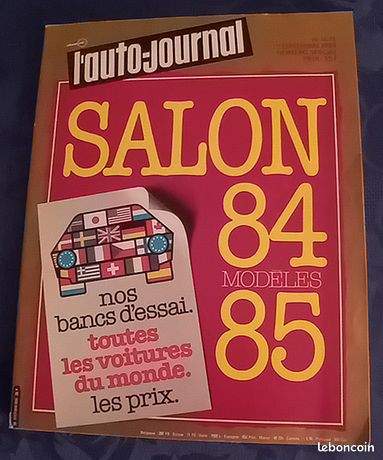 l'auto-journal
SALON
84
MODELES
85
nos
bancs d'essai.
toutes
les voitures
du monde.
les prix.
leboncoin